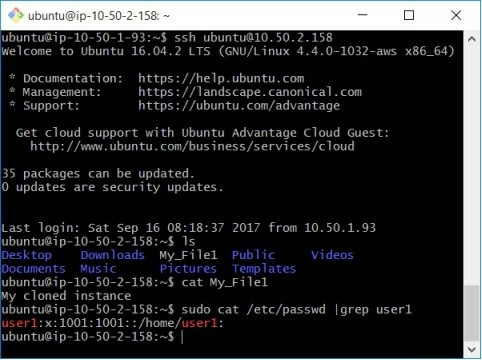 ubuntu@ip-10-50-2-158: ~
ubuntu@ip-10-50-1-93:~$ ssh ubuntu@10.50.2.158
Welcome to Ubuntu 16.04.2 LTS (GNU/Linux 4.4.0-1032-aws x86_64)
* Documentation:  https://help.ubuntu.com
* Management:     https://landscape.canonical.com
* Support:        https://ubuntu.com/advantage
Get cloud support with Ubuntu Advantage Cloud Guest:
http://www.ubuntu.com/business/services/cloud
35 packages can be updated.
0 updates are security updates.
Last login: Sat Sep 16 08:18:37 2017 from 10.50.1.93
ubuntu@ip-10-50-2-158:~$ ls
Desktop    Downloads  My_File1  Public     Videos
Documents  Music      Pictures  Templates
ubuntu@ip-10-50-2-158:~$ cat My_File1
My cloned instance
ubuntu@ip-10-50-2-158:~$ sudo cat /etc/passwd |grep user1
user1:x:1001:1001::/home/user1:
ubuntu@ip-10-50-2-158:~$